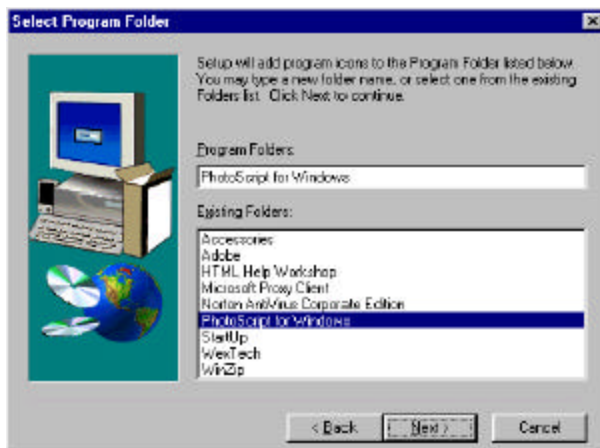 Select Program Folder
Setup will add program icons to the Program Folder listed below.
You may type a new folder name, or select one from the existing
Folders list. Click Next to continue.
Program Folders:
PhotoScript for Windows
Existing Folders:
Accessories
Adobe
HTML Help Workshop
Microsoft Proxy Client
Norton AntiVirus Corporate Edition
PhotoScript for Windows
StartUp
WexTech
WinZip
< Back
Next >
Cancel